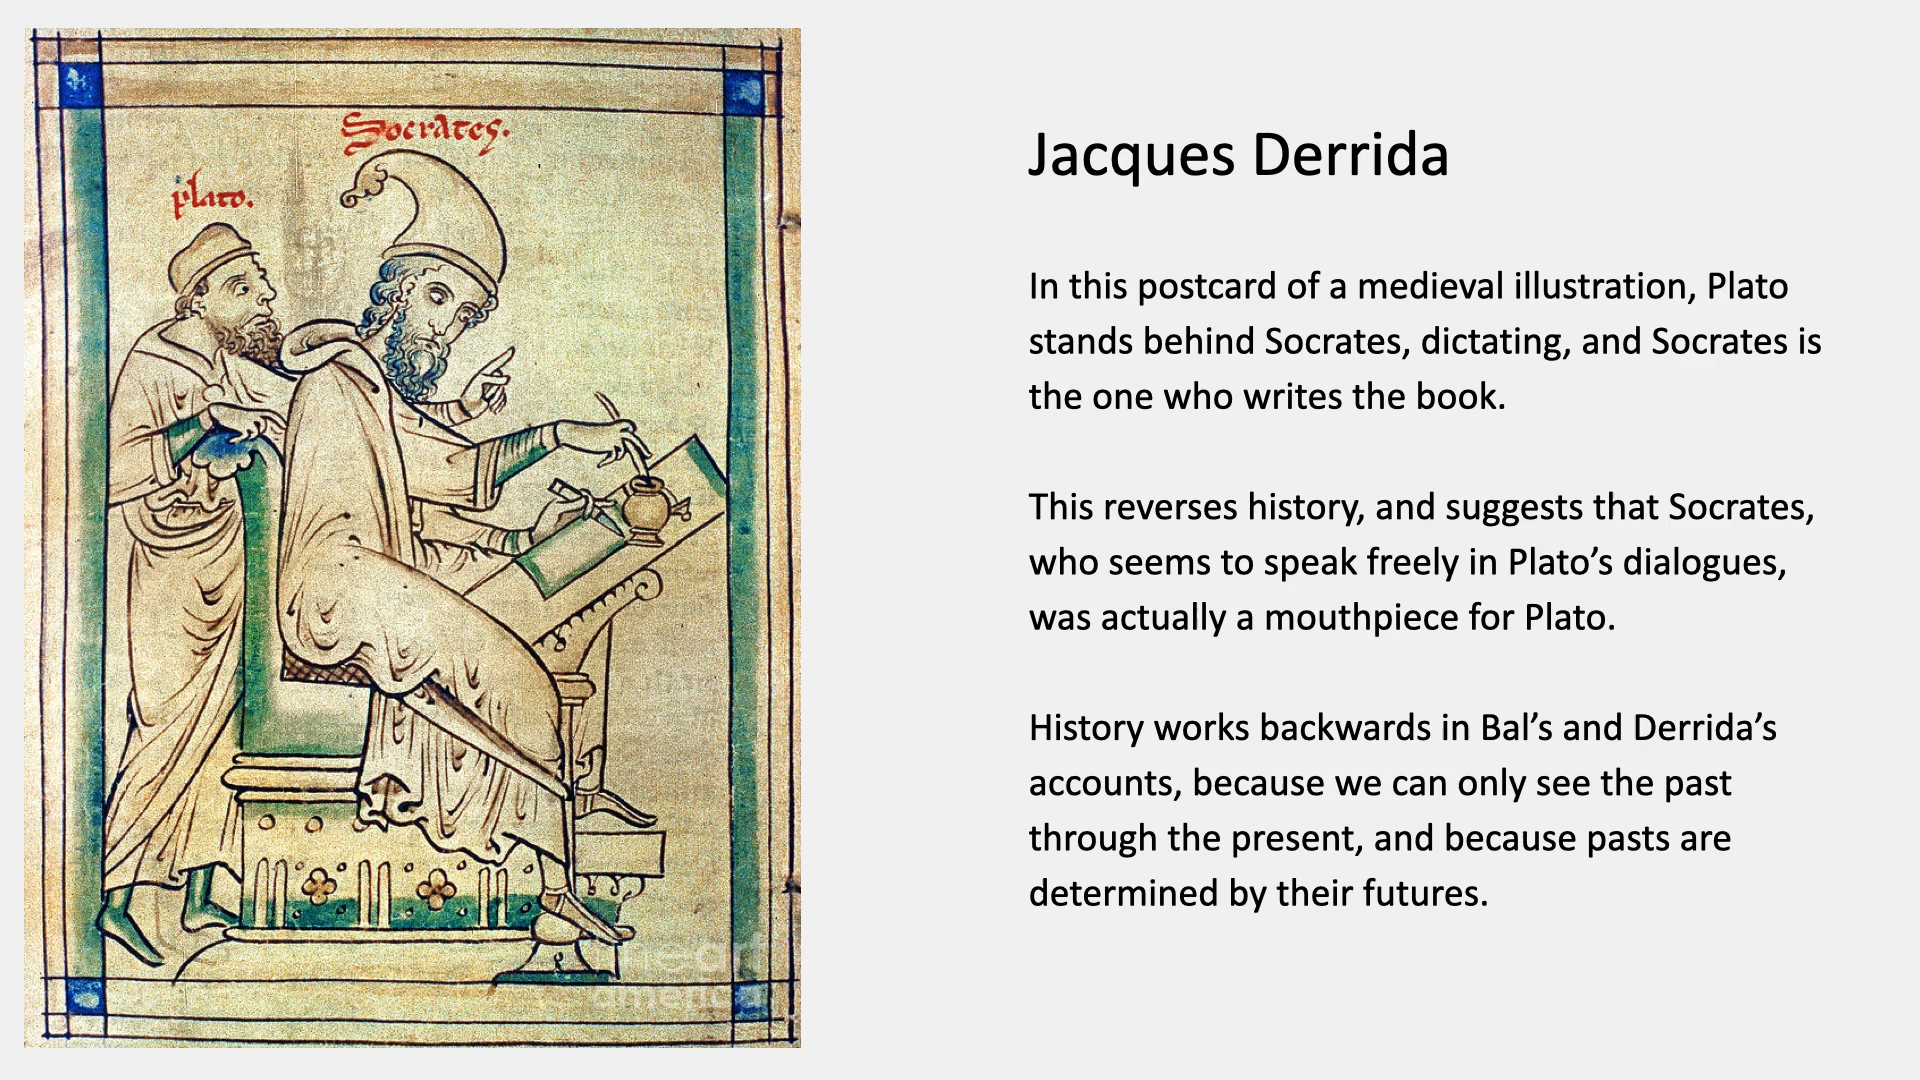 plato.
Socrates.
Jacques Derrida
In this postcard of a medieval illustration, Plato
stands behind Socrates, dictating, and Socrates is
the one who writes the book.
This reverses history, and suggests that Socrates,
who seems to speak freely in Plato’s dialogues,
was actually a mouthpiece for Plato.
History works backwards in Bal’s and Derrida’s
accounts, because we can only see the past
through the present, and because pasts are
determined by their futures.
america